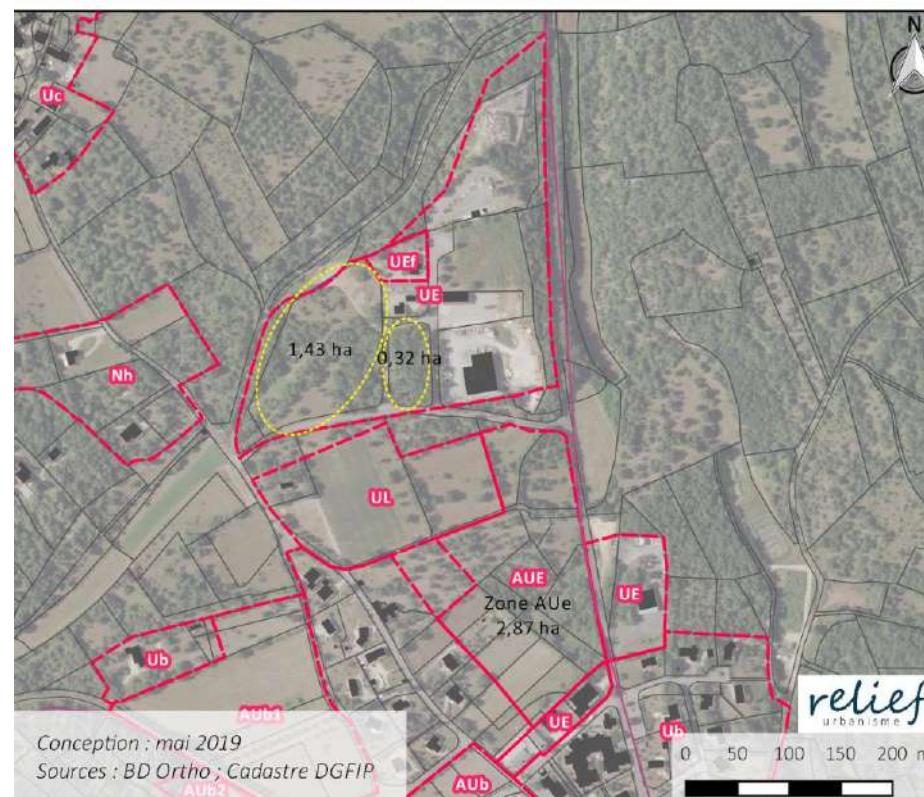 N
Uc
UEf
UE
1,43 ha
0,32 ha
Nh
UL
AUE
Zone AUe
2,87 ha
UE
Ub
AUb1
UE
Ub
AUb
AUb2
relief
urbanisme
Conception : mai 2019
Sources : BD Ortho ; Cadastre DGFIP
0 50 100 150 200 m